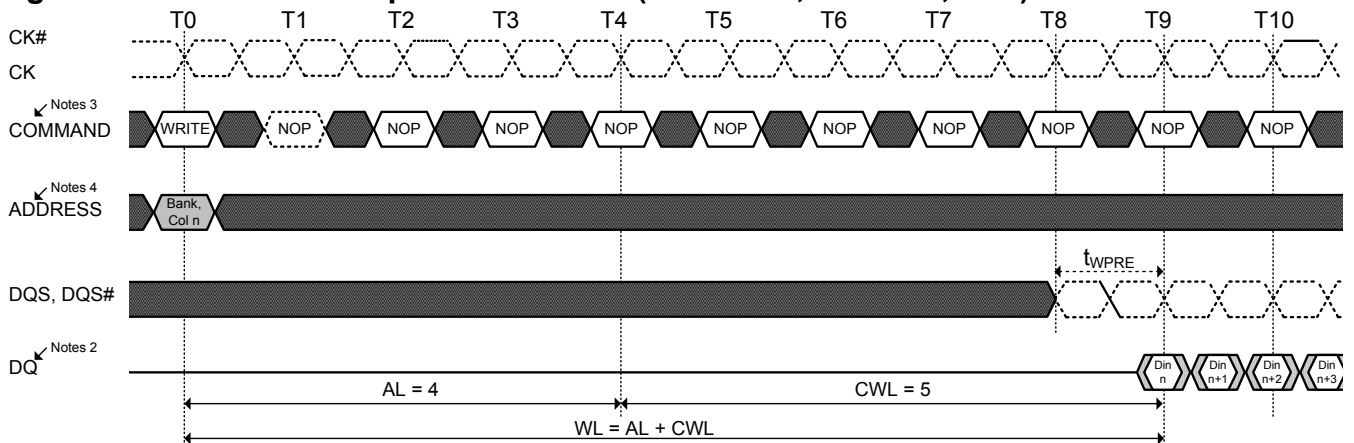 T0 T1 T2 T3 T4 T5 T6 T7 T8 T9 T10
CK#
CK
Notes 3
COMMAND WRITE NOP NOP NOP NOP NOP NOP NOP NOP NOP NOP
Notes 4
ADDRESS
Bank,
Col n
tWPRE
DQS, DQS#
Notes 2
DQ
Din n
Din n+1
Din n+2
Din n+3
AL = 4 CWL = 5
WL = AL + CWL